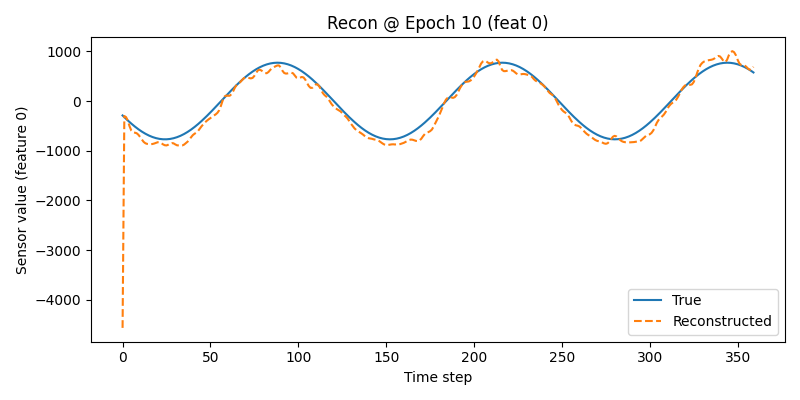 Recon @ Epoch 10 (feat 0)
Sensor value (feature 0)
1000
0
−1000
−2000
−3000
−4000
0 50 100 150 200 250 300 350
Time step
True
Reconstructed